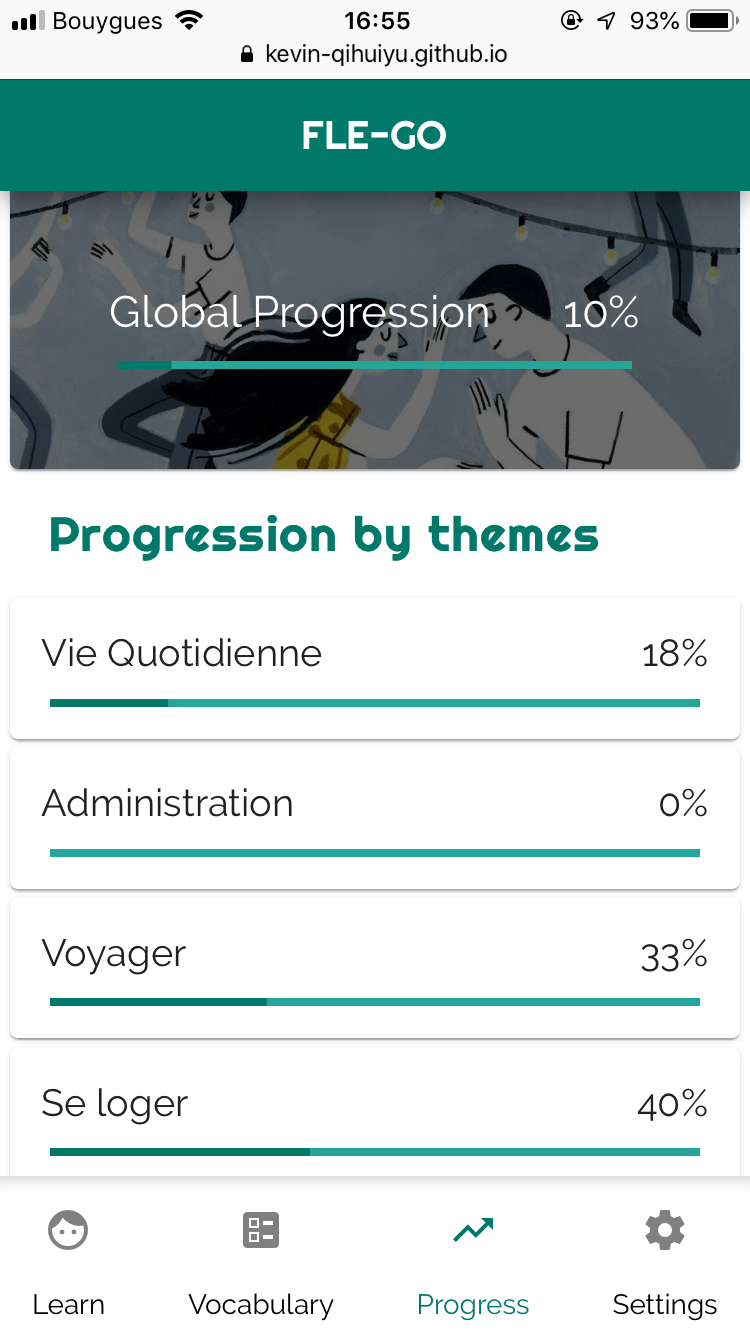 Bouygues 16:55 93%
kevin-qihuiyu.github.io
FLE-GO
Global Progression 10%
Progression by themes
Vie Quotidienne 18%
Administration 0%
Voyager 33%
Se loger 40%
Learn Vocabulary Progress Settings